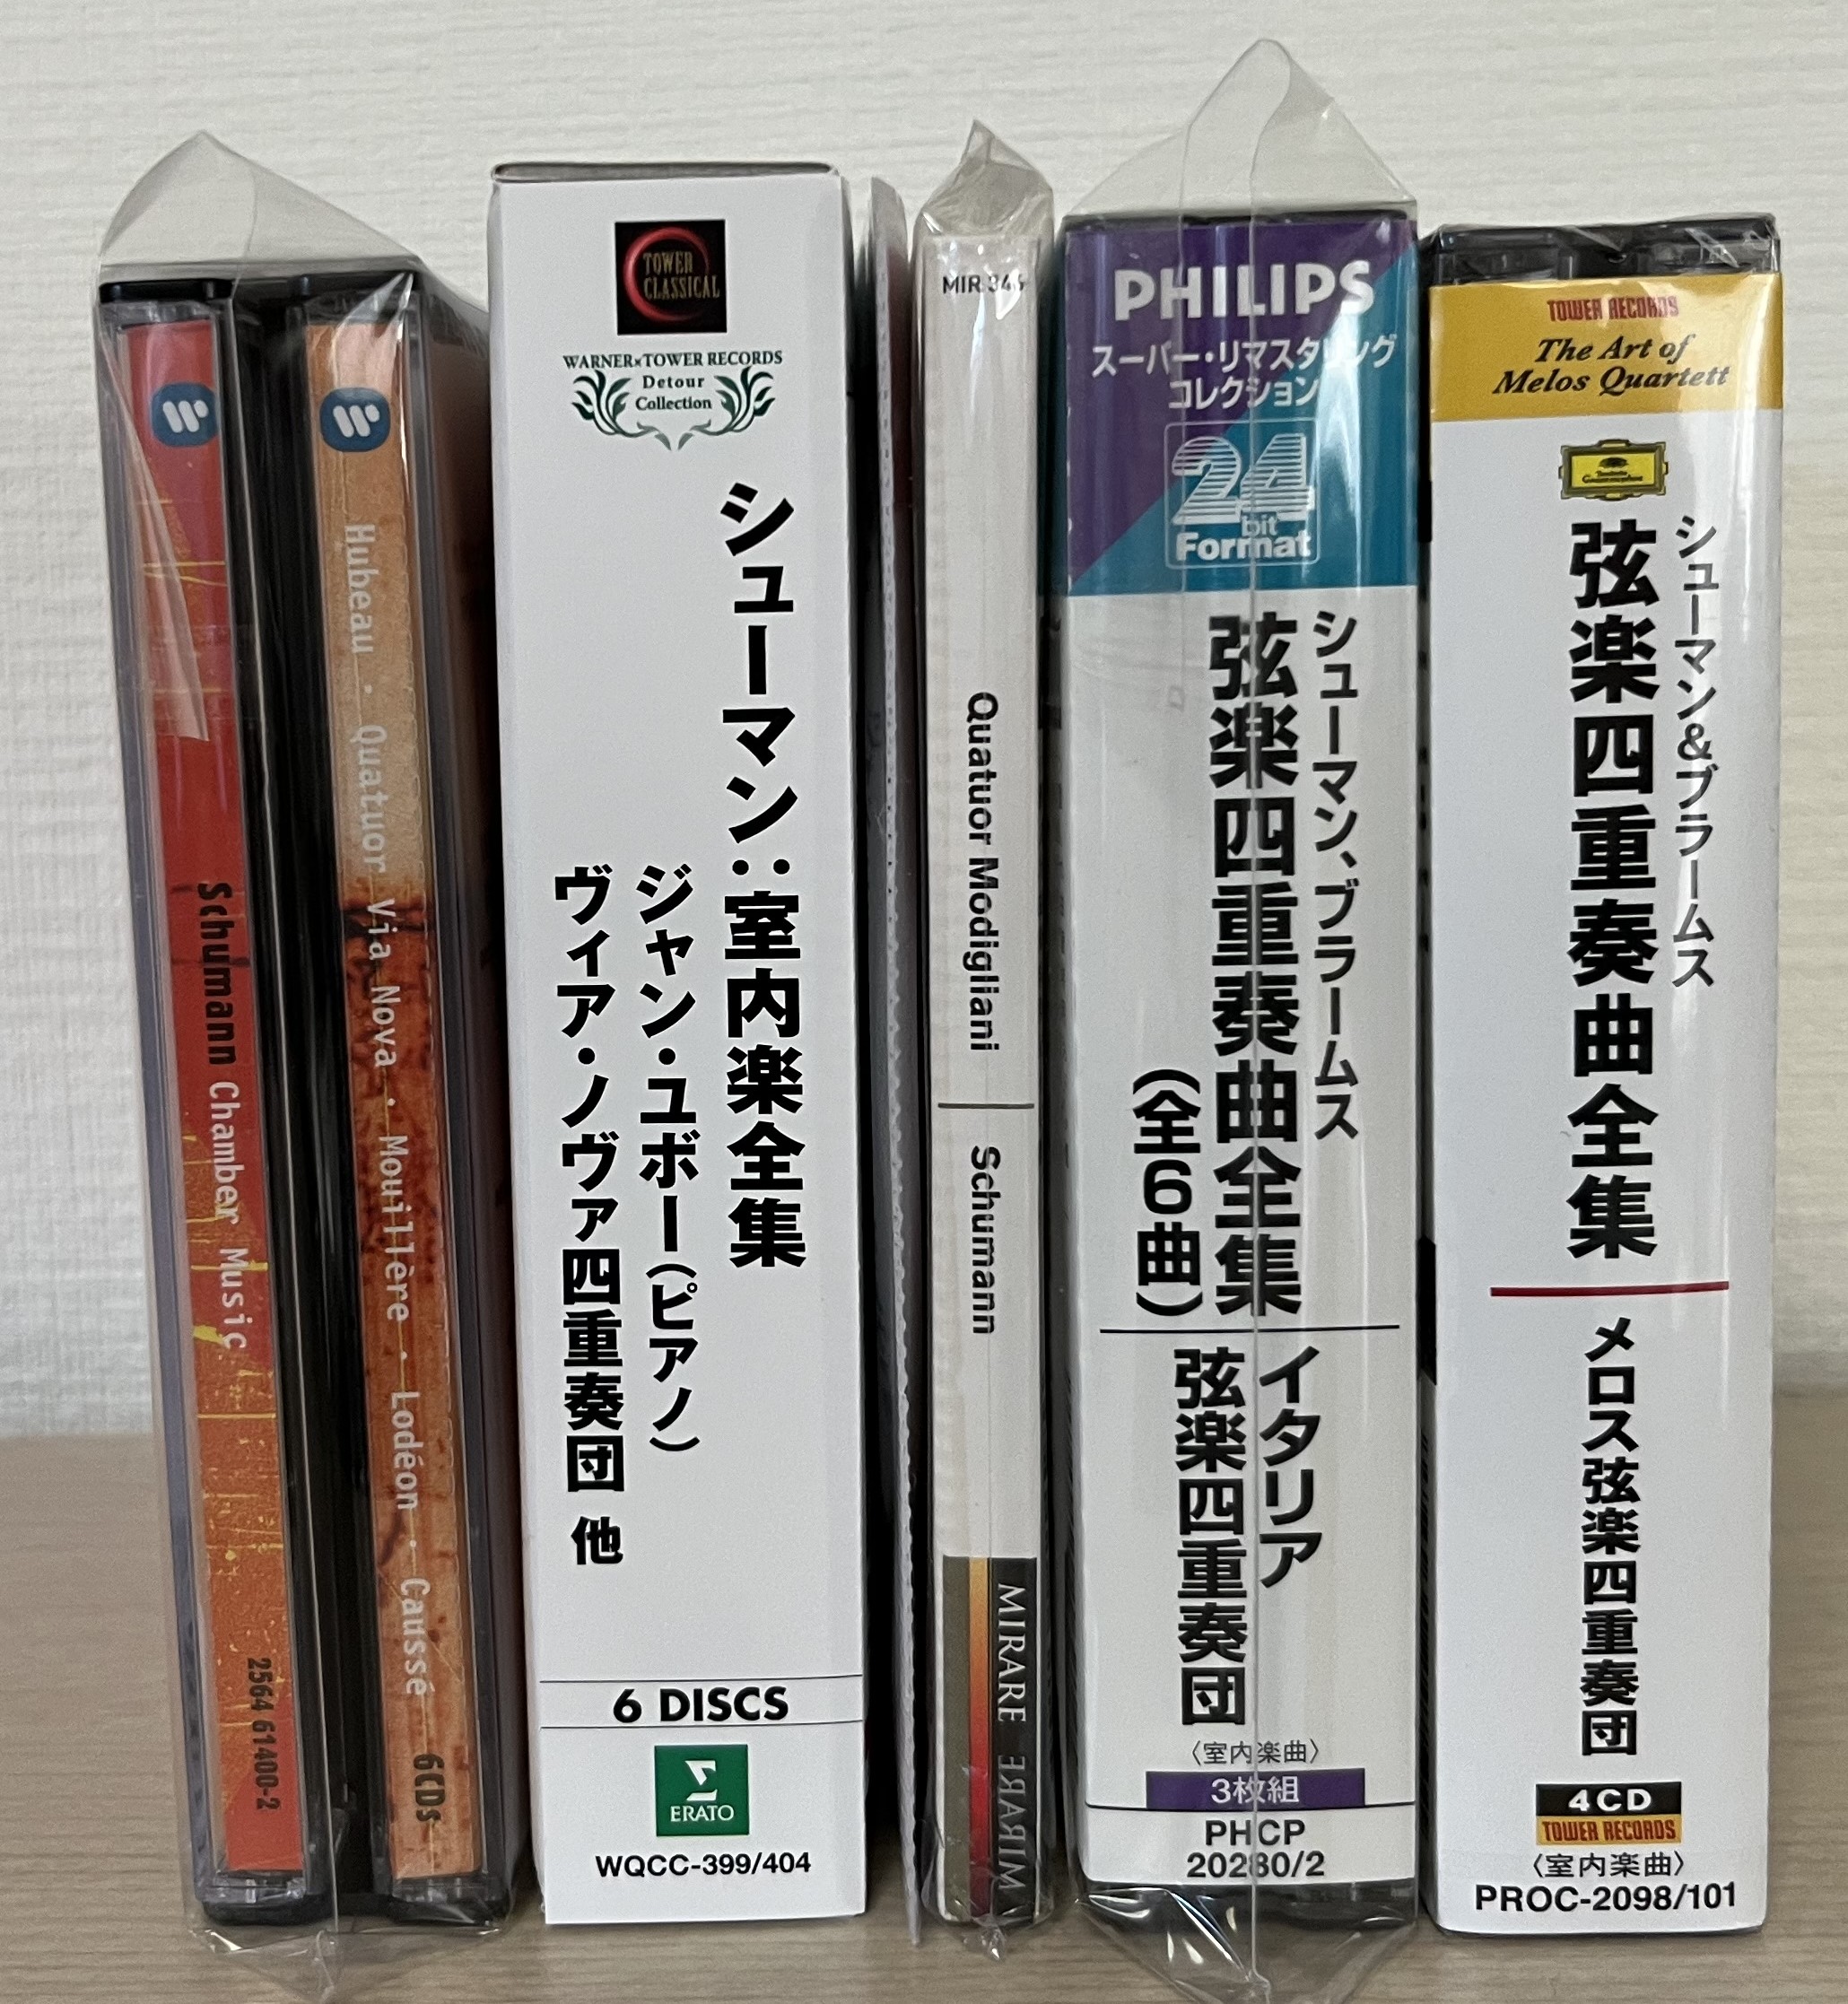 Schumann Chamber Music
2564 61400-2
Hubeau · Quatuor Via Nova · Mouillère · Lodéon · Caussé
6CDs
TOWER
CLASSICAL
WARNER×TOWER RECORDS
Detour
Collection
シューマン:室内楽全集
ジャン・ユボー(ピアノ)
ヴィア・ノヴァ四重奏団 他
6 DISCS
ERATO
WQCC-399/404
MIR 346
Quatuor Modigliani
Schumann
MIRARE
MIRARE
PHILIPS
スーパー・リマスタリング
コレクション
24
bit
Format
シューマン、ブラームス
弦楽四重奏曲全集
(全6曲)
イタリア
弦楽四重奏団
〈室内楽曲〉
3枚組
PHCP
20280/2
TOWER RECORDS
The Art of
Melos Quartett
Deutsche
Grammophon
シューマン&ブラームス
弦楽四重奏曲全集
メロス弦楽四重奏団
4CD
TOWER RECORDS
〈室内楽曲〉
PROC-2098/101